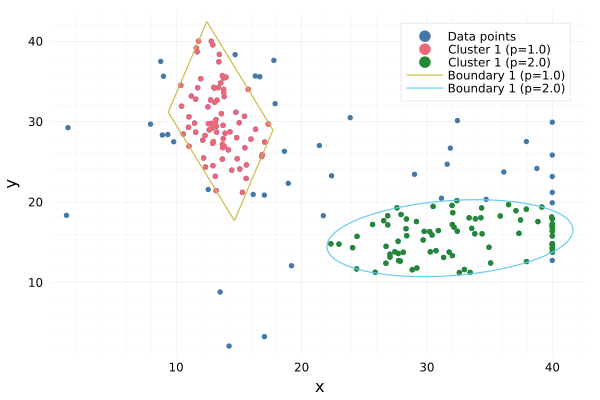 Data points
Cluster 1 (p=1.0)
Cluster 1 (p=2.0)
Boundary 1 (p=1.0)
Boundary 1 (p=2.0)
40
30
20
10
y
10 20 30 40
x